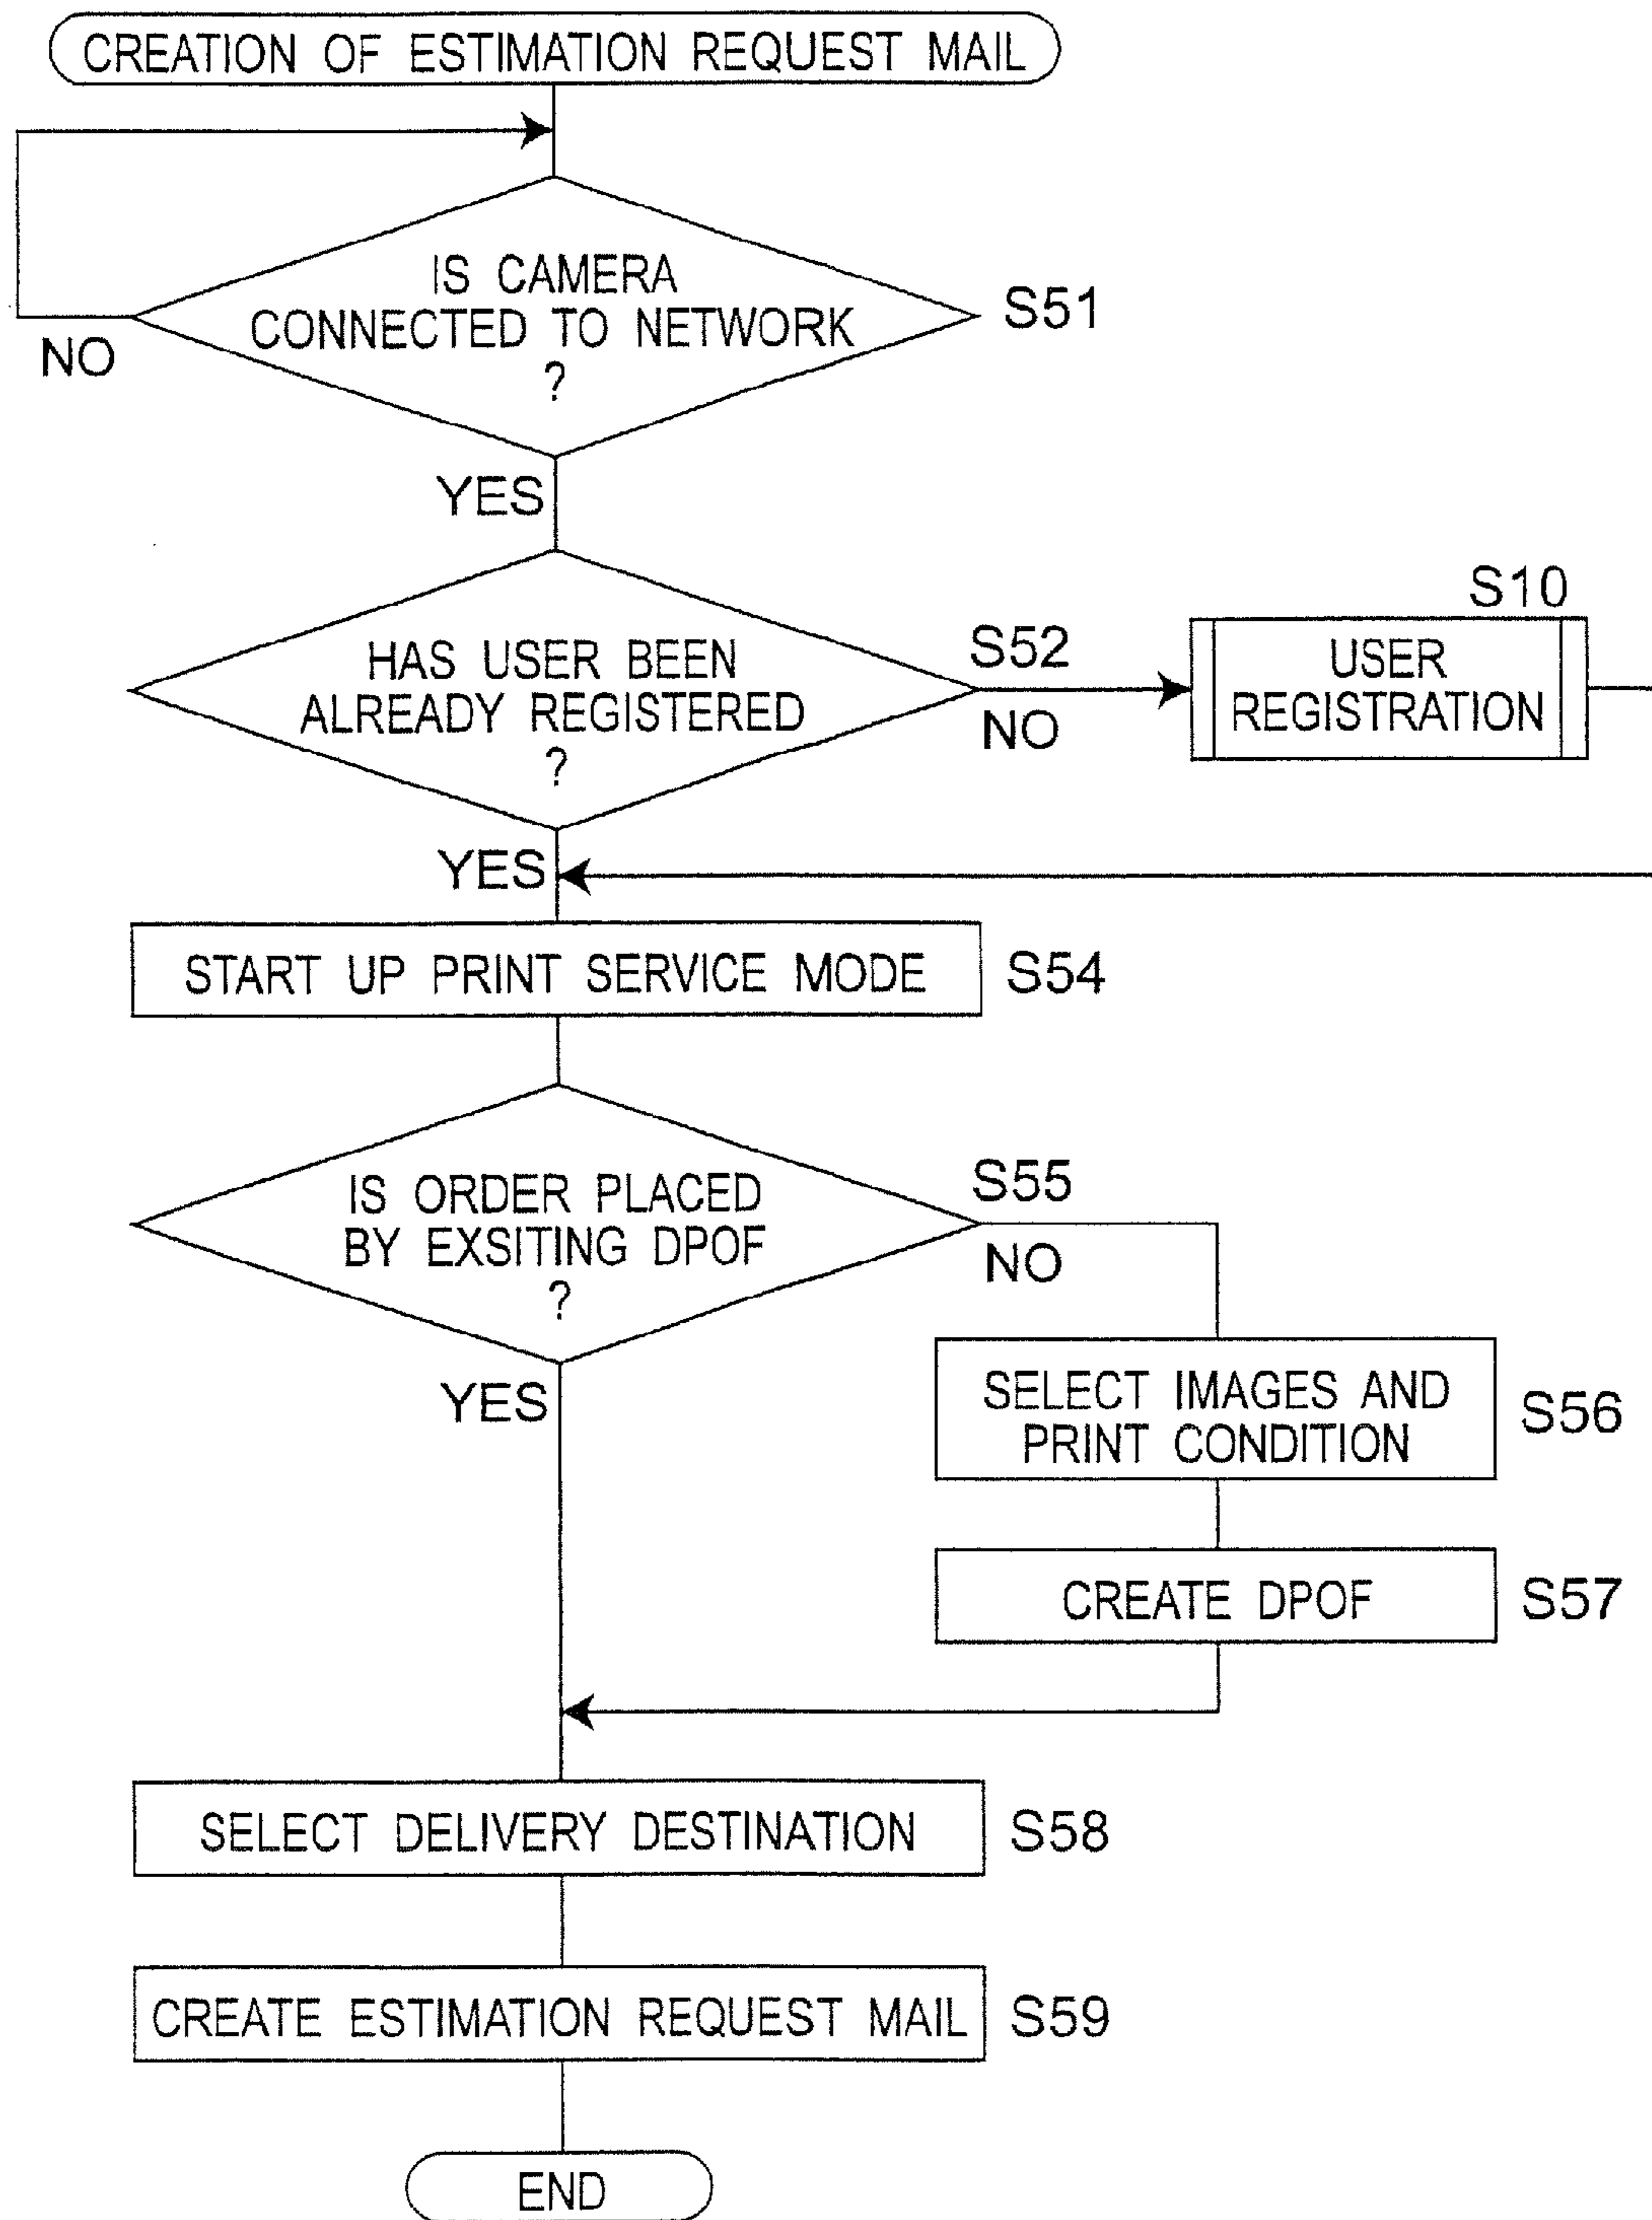 CREATION OF ESTIMATION REQUEST MAIL
IS CAMERA
CONNECTED TO NETWORK
?
S51
NO
YES
S10
HAS USER BEEN
ALREADY REGISTERED
?
S52
NO
USER
REGISTRATION
YES
START UP PRINT SERVICE MODE
S54
IS ORDER PLACED
BY EXSITING DPOF
?
S55
NO
YES
SELECT IMAGES AND
PRINT CONDITION
S56
CREATE DPOF
S57
SELECT DELIVERY DESTINATION
S58
CREATE ESTIMATION REQUEST MAIL
S59
END